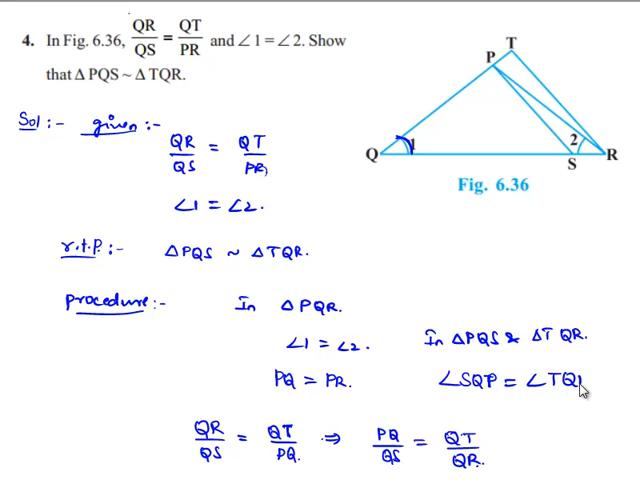 4. In Fig. 6.36, QR/QS = QT/PR and ∠1 = ∠2. Show
that Δ PQS ~ Δ TQR.
Sol :- given :-
QR/QS = QT/PR,
∠1 = ∠2.
r.t.P. :- ΔPQS ~ ΔTQR.
Procedure :- In ΔPQR.
∠1 = ∠2.
PQ = PR.
QR/QS = QT/PQ. ⇒ PQ/QS = QT/QR.
In ΔPQS & ΔTQR.
∠SQP = ∠TQ
T
P
1
2
Q
S
R
Fig. 6.36